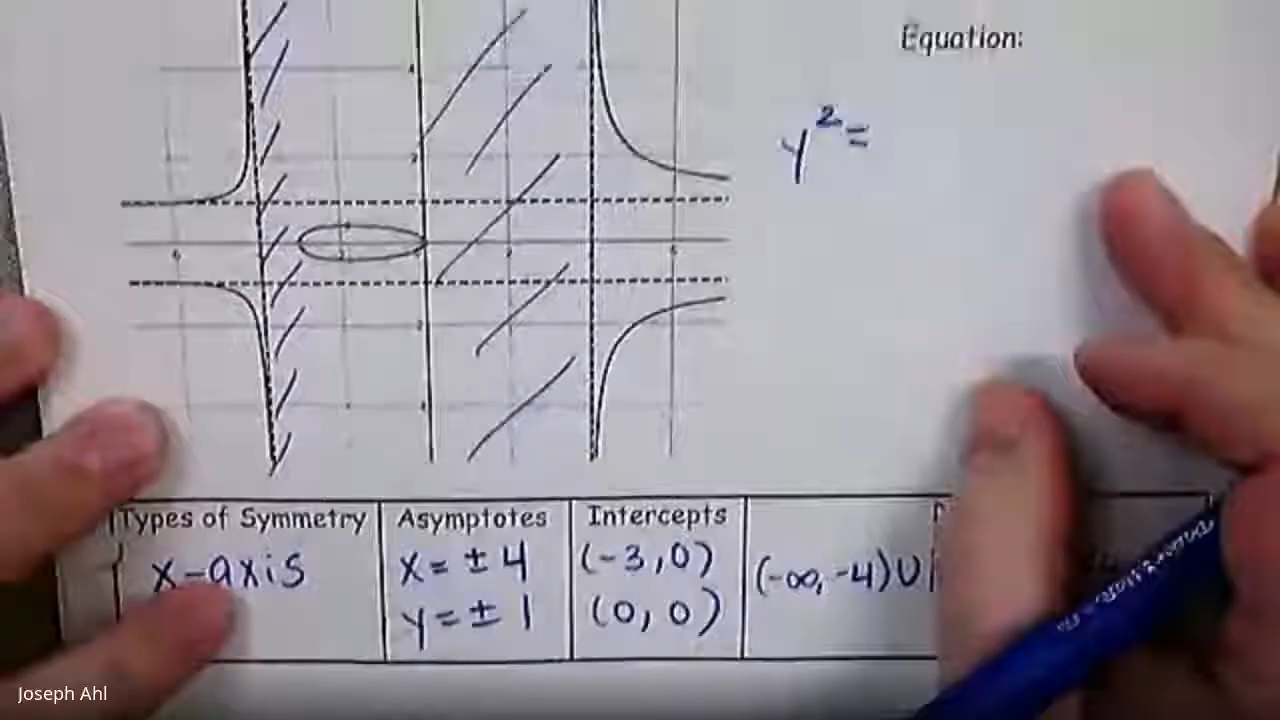 Equation:
y² =
Types of Symmetry
Asymptotes
Intercepts
x-axis
x = ± 4
y = ± 1
(-3, 0)
(0, 0)
(-∞, -4) U
Joseph Ahl